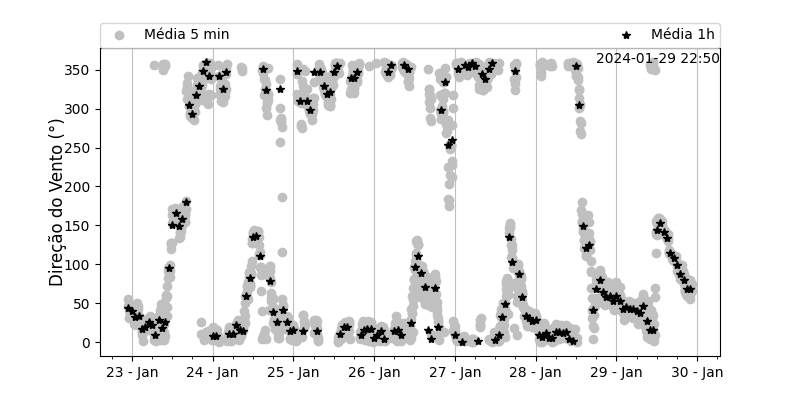 Média 5 min
Média 1h
2024-01-29 22:50
Direção do Vento (°)
350
300
250
200
150
100
50
0
23 - Jan
24 - Jan
25 - Jan
26 - Jan
27 - Jan
28 - Jan
29 - Jan
30 - Jan